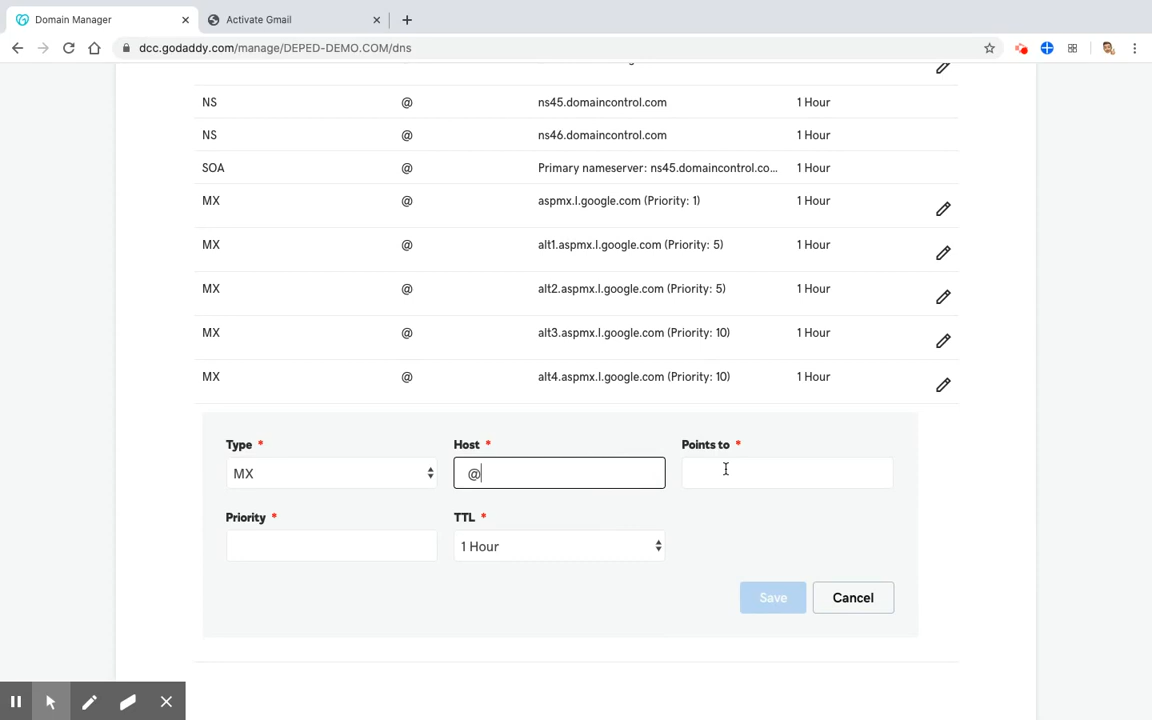 Domain Manager
Activate Gmail
dcc.godaddy.com/manage/DEPED-DEMO.COM/dns
NS @ ns45.domaincontrol.com 1 Hour
NS @ ns46.domaincontrol.com 1 Hour
SOA @ Primary nameserver: ns45.domaincontrol.co... 1 Hour
MX @ aspmx.l.google.com (Priority: 1) 1 Hour
MX @ alt1.aspmx.l.google.com (Priority: 5) 1 Hour
MX @ alt2.aspmx.l.google.com (Priority: 5) 1 Hour
MX @ alt3.aspmx.l.google.com (Priority: 10) 1 Hour
MX @ alt4.aspmx.l.google.com (Priority: 10) 1 Hour
Type * Host * Points to *
MX @
Priority * TTL *
1 Hour
Save Cancel